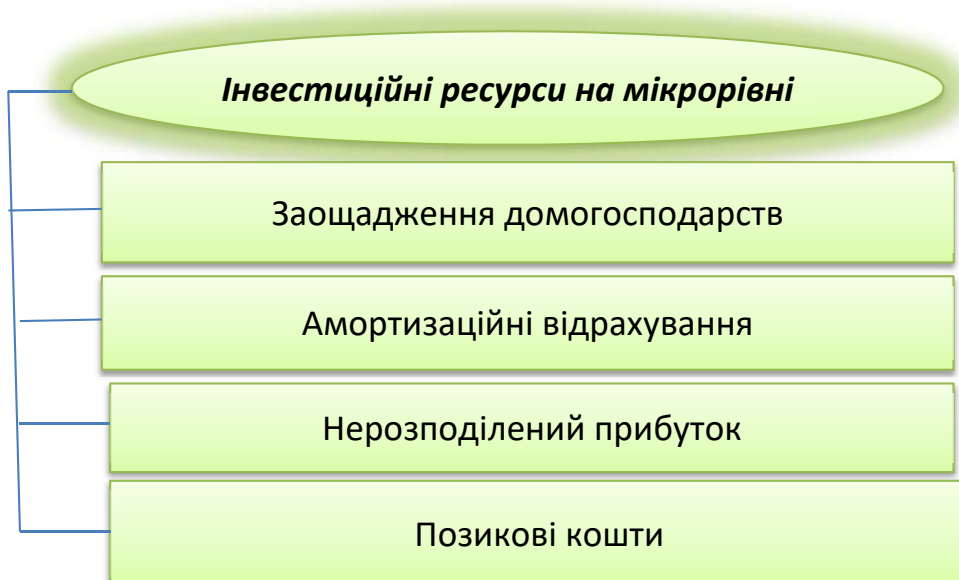 Інвестиційні ресурси на мікрорівні
Заощадження домогосподарств
Амортизаційні відрахування
Нерозподілений прибуток
Позикові кошти